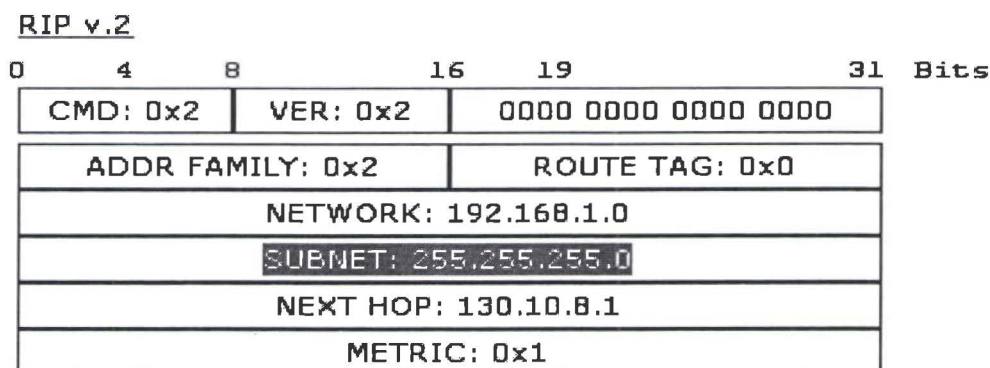 RIP v.2
0 4 8 16 19 31 Bits
CMD: 0x2 VER: 0x2 0000 0000 0000 0000
ADDR FAMILY: 0x2 ROUTE TAG: 0x0
NETWORK: 192.168.1.0
SUBNET: 255.255.255.0
NEXT HOP: 130.10.8.1
METRIC: 0x1